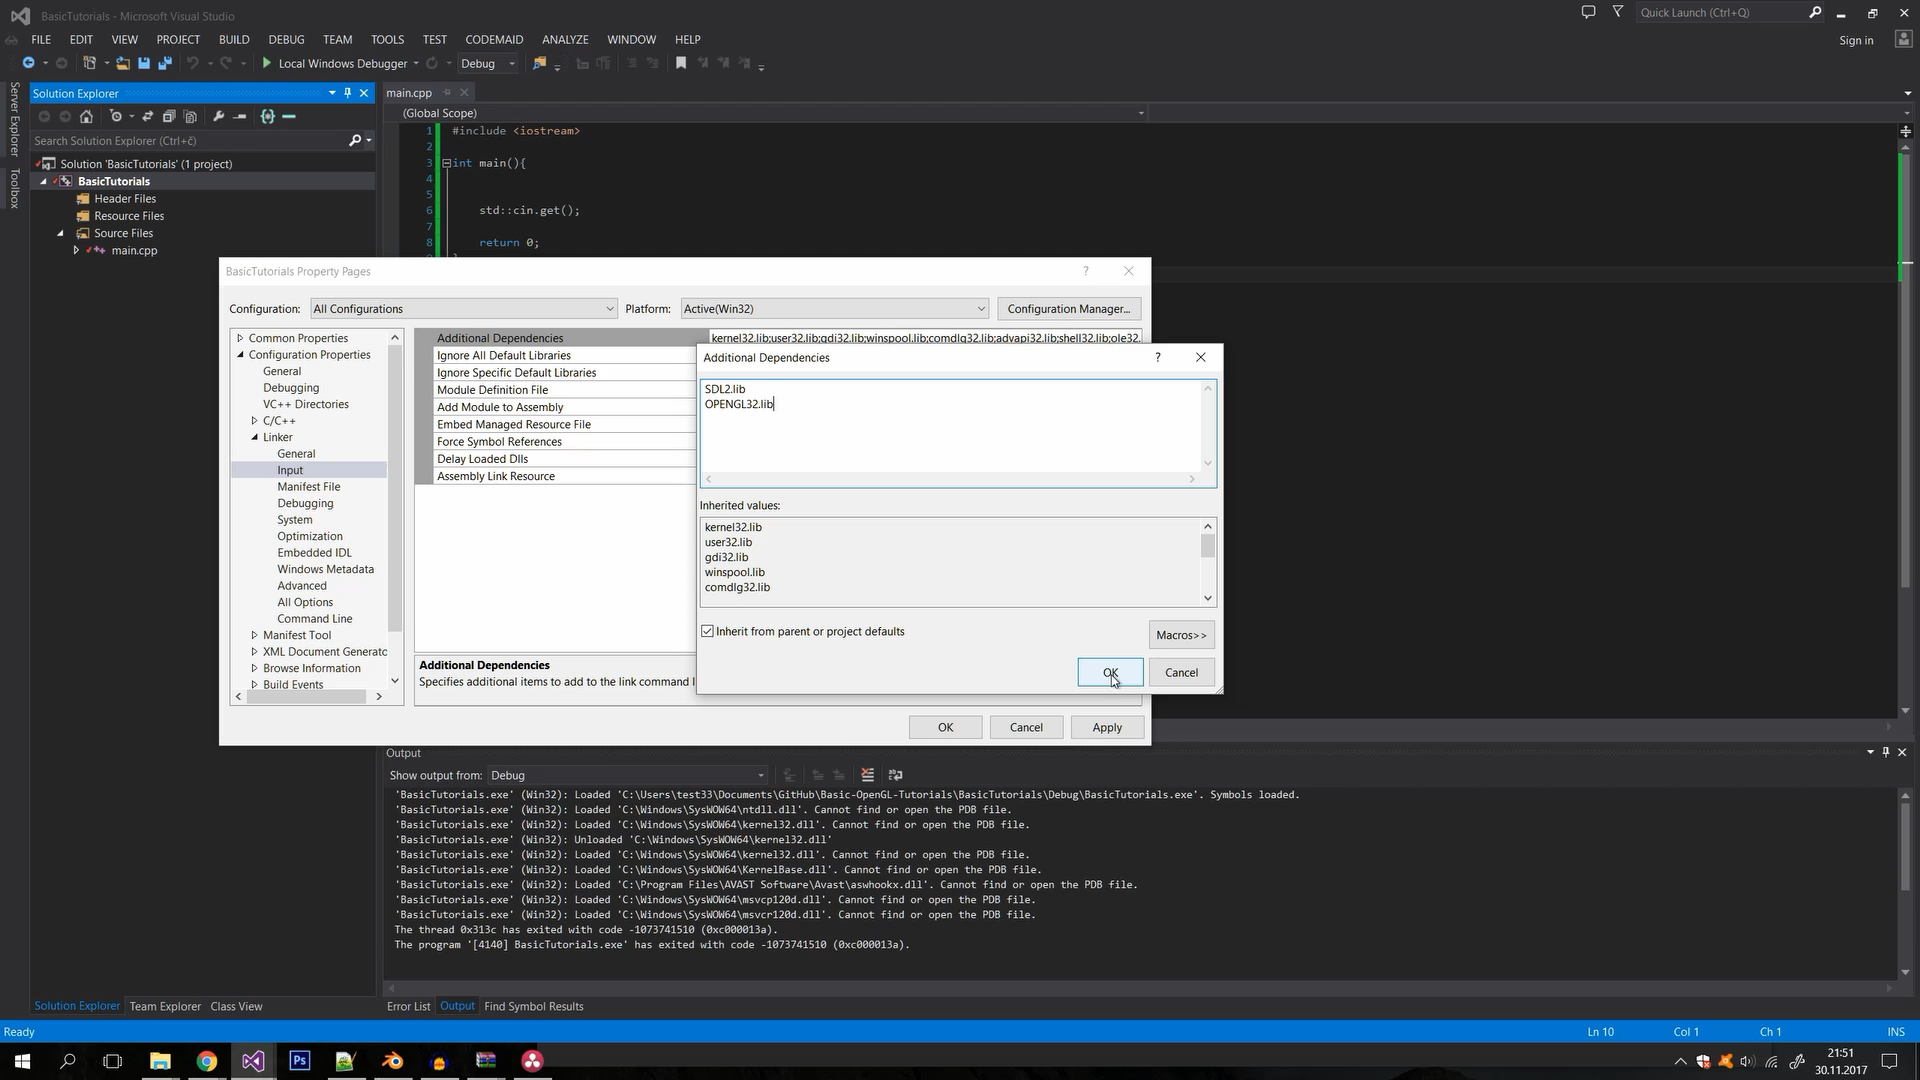 BasicTutorials - Microsoft Visual Studio
Quick Launch (Ctrl+Q)
FILE EDIT VIEW PROJECT BUILD DEBUG TEAM TOOLS TEST CODEMAID ANALYZE WINDOW HELP
Sign in
Local Windows Debugger
Debug
Server Explorer
Toolbox
Solution Explorer
Search Solution Explorer (Ctrl+č)
Solution 'BasicTutorials' (1 project)
BasicTutorials
Header Files
Resource Files
Source Files
main.cpp
main.cpp
(Global Scope)
1 #include <iostream>
2
3 int main(){
4
5
6 std::cin.get();
7
8 return 0;
BasicTutorials Property Pages
?
Configuration: All Configurations
Platform: Active(Win32)
Configuration Manager...
Common Properties
Configuration Properties
General
Debugging
VC++ Directories
C/C++
Linker
General
Input
Manifest File
Debugging
System
Optimization
Embedded IDL
Windows Metadata
Advanced
All Options
Command Line
Manifest Tool
XML Document Generatc
Browse Information
Build Events
Additional Dependencies kernel32.lib;user32.lib;gdi32.lib;winspool.lib;comdlg32.lib;advapi32.lib;shell32.lib;ole32.
Ignore All Default Libraries
Ignore Specific Default Libraries
Module Definition File
Add Module to Assembly
Embed Managed Resource File
Force Symbol References
Delay Loaded Dlls
Assembly Link Resource
Additional Dependencies
Specifies additional items to add to the link command l
OK Cancel Apply
Additional Dependencies
?
SDL2.lib
OPENGL32.lib
Inherited values:
kernel32.lib
user32.lib
gdi32.lib
winspool.lib
comdlg32.lib
Inherit from parent or project defaults
Macros>>
OK Cancel
Output
Show output from: Debug
'BasicTutorials.exe' (Win32): Loaded 'C:\Users\test33\Documents\GitHub\Basic-OpenGL-Tutorials\BasicTutorials\Debug\BasicTutorials.exe'. Symbols loaded.
'BasicTutorials.exe' (Win32): Loaded 'C:\Windows\SysWOW64\ntdll.dll'. Cannot find or open the PDB file.
'BasicTutorials.exe' (Win32): Loaded 'C:\Windows\SysWOW64\kernel32.dll'. Cannot find or open the PDB file.
'BasicTutorials.exe' (Win32): Unloaded 'C:\Windows\SysWOW64\kernel32.dll'
'BasicTutorials.exe' (Win32): Loaded 'C:\Windows\SysWOW64\kernel32.dll'. Cannot find or open the PDB file.
'BasicTutorials.exe' (Win32): Loaded 'C:\Windows\SysWOW64\KernelBase.dll'. Cannot find or open the PDB file.
'BasicTutorials.exe' (Win32): Loaded 'C:\Program Files\AVAST Software\Avast\aswhookx.dll'. Cannot find or open the PDB file.
'BasicTutorials.exe' (Win32): Loaded 'C:\Windows\SysWOW64\msvcp120d.dll'. Cannot find or open the PDB file.
'BasicTutorials.exe' (Win32): Loaded 'C:\Windows\SysWOW64\msvcr120d.dll'. Cannot find or open the PDB file.
The thread 0x313c has exited with code -1073741510 (0xc000013a).
The program '[4140] BasicTutorials.exe' has exited with code -1073741510 (0xc000013a).
Solution Explorer Team Explorer Class View
Error List Output Find Symbol Results
Ready
Ln 10 Col 1 Ch 1 INS
Ps
21:51
30.11.2017